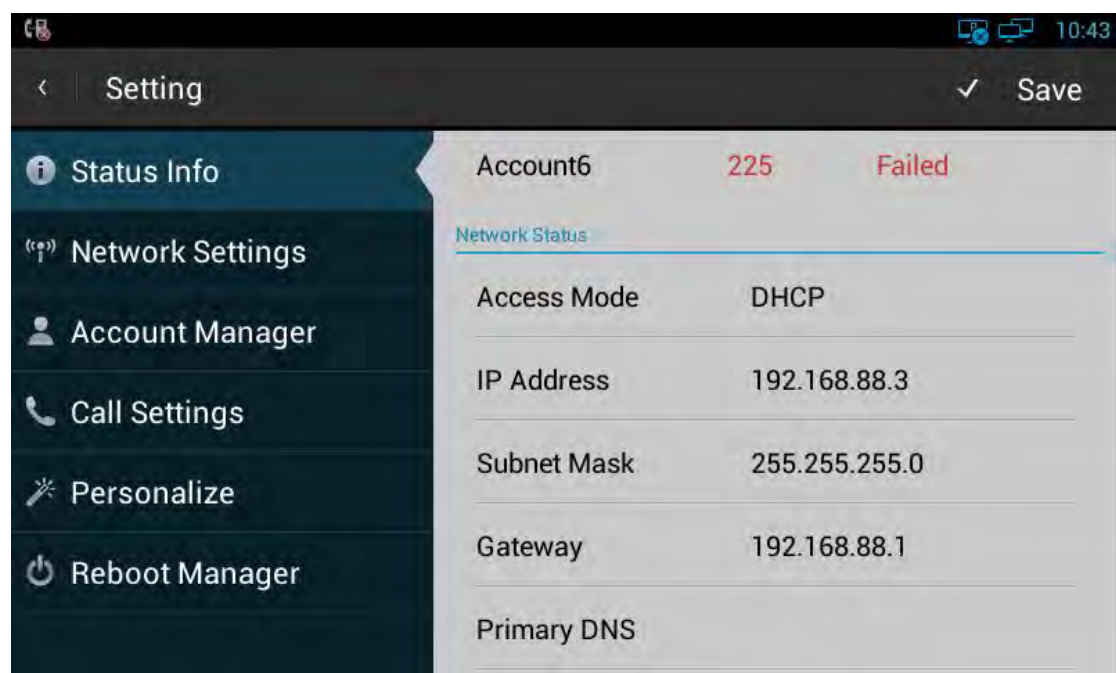 10:43
Setting
Save
Status Info
Account6 225 Failed
Network Status
Network Settings
Access Mode DHCP
Account Manager
IP Address 192.168.88.3
Call Settings
Subnet Mask 255.255.255.0
Personalize
Gateway 192.168.88.1
Reboot Manager
Primary DNS